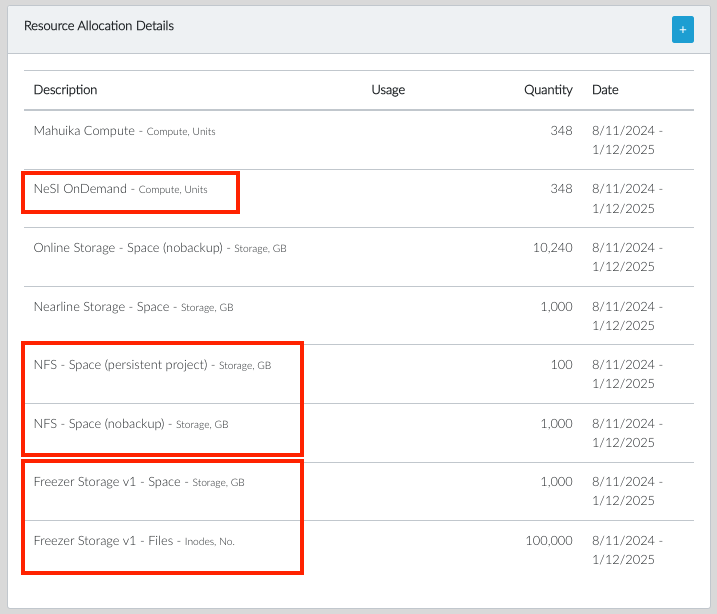 Resource Allocation Details
+
Description Usage Quantity Date
Mahuika Compute - Compute, Units 348 8/11/2024 -
1/12/2025
NeSI OnDemand - Compute, Units 348 8/11/2024 -
1/12/2025
Online Storage - Space (nobackup) - Storage, GB 10,240 8/11/2024 -
1/12/2025
Nearline Storage - Space - Storage, GB 1,000 8/11/2024 -
1/12/2025
NFS - Space (persistent project) - Storage, GB 100 8/11/2024 -
1/12/2025
NFS - Space (nobackup) - Storage, GB 1,000 8/11/2024 -
1/12/2025
Freezer Storage v1 - Space - Storage, GB 1,000 8/11/2024 -
1/12/2025
Freezer Storage v1 - Files - Inodes, No. 100,000 8/11/2024 -
1/12/2025